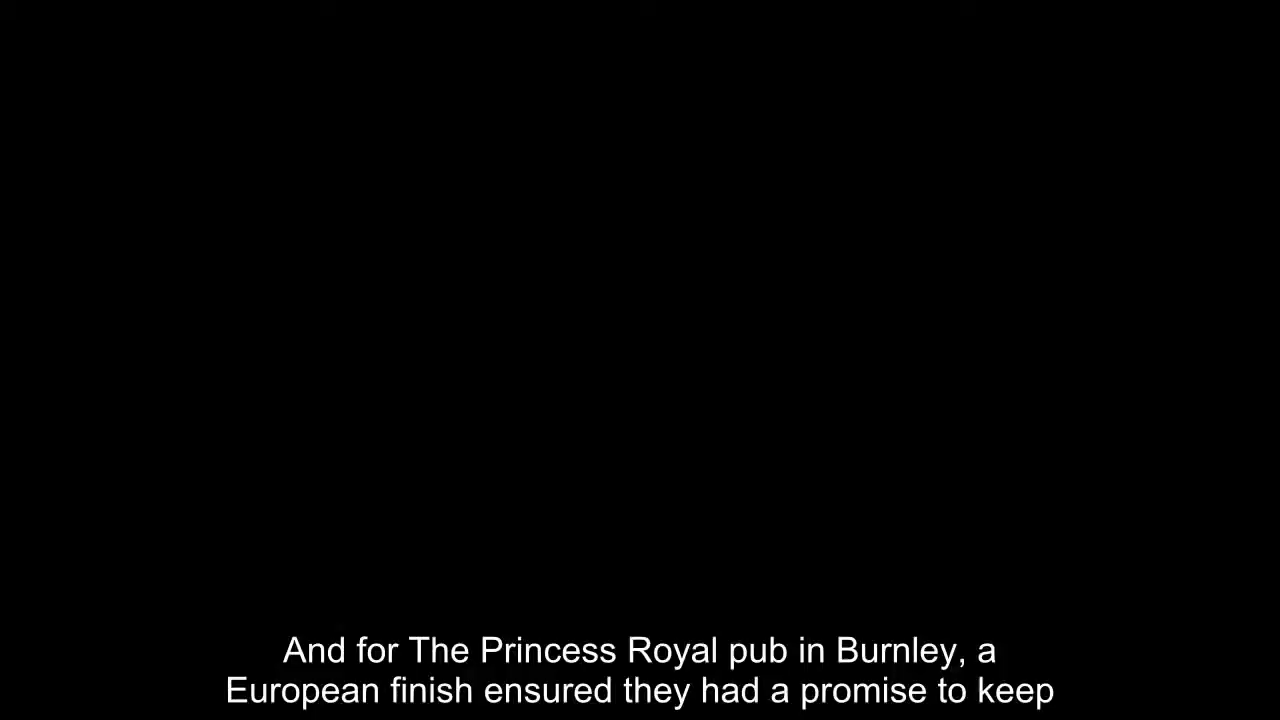 And for The Princess Royal pub in Burnley, a
European finish ensured they had a promise to keep